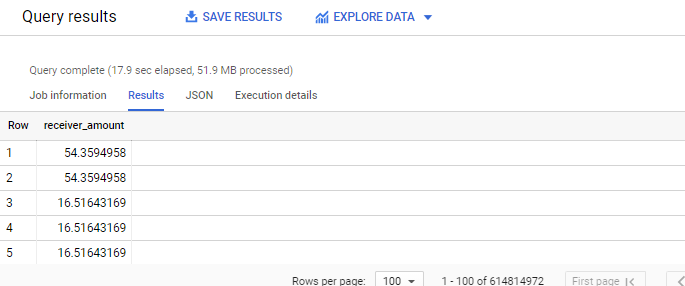 Query results SAVE RESULTS EXPLORE DATA
Query complete (17.9 sec elapsed, 51.9 MB processed)
Job information Results JSON Execution details
Row receiver_amount
1 54.3594958
2 54.3594958
3 16.51643169
4 16.51643169
5 16.51643169
Rows per page: 100 1 - 100 of 614814972 First page